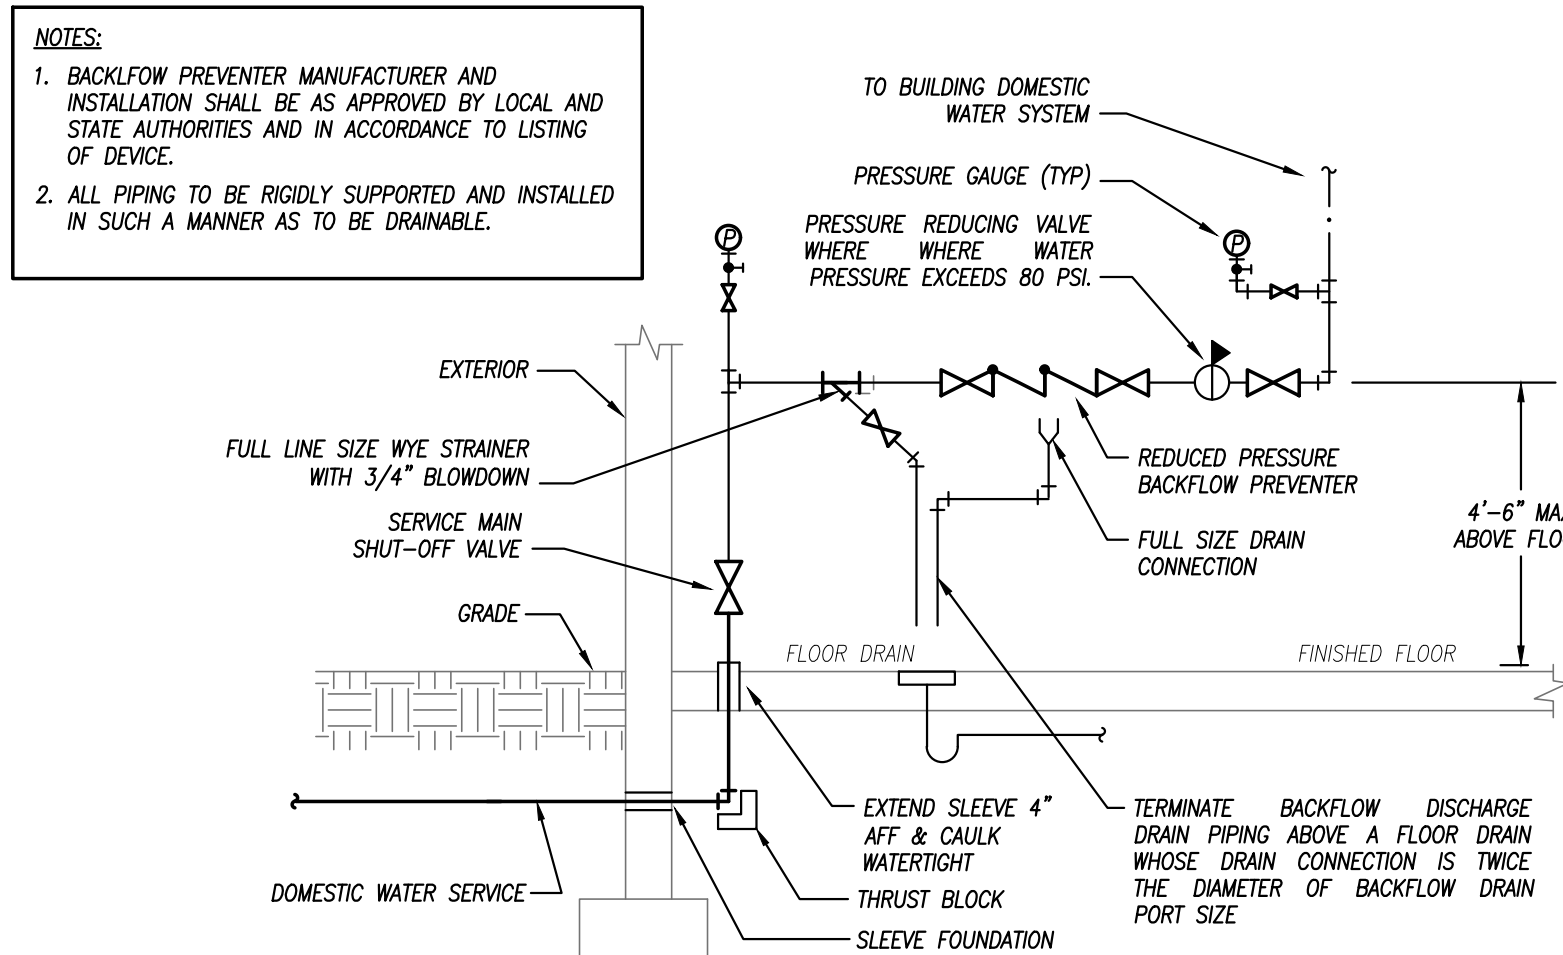 NOTES:
1. BACKLFOW PREVENTER MANUFACTURER AND
INSTALLATION SHALL BE AS APPROVED BY LOCAL AND
STATE AUTHORITIES AND IN ACCORDANCE TO LISTING
OF DEVICE.
2. ALL PIPING TO BE RIGIDLY SUPPORTED AND INSTALLED
IN SUCH A MANNER AS TO BE DRAINABLE.
TO BUILDING DOMESTIC
WATER SYSTEM
PRESSURE GAUGE (TYP)
P
P
PRESSURE REDUCING VALVE
WHERE WHERE WATER
PRESSURE EXCEEDS 80 PSI.
EXTERIOR
FULL LINE SIZE WYE STRAINER
WITH 3/4" BLOWDOWN
REDUCED PRESSURE
BACKFLOW PREVENTER
SERVICE MAIN
SHUT-OFF VALVE
FULL SIZE DRAIN
CONNECTION
4'-6"
ABOVE
GRADE
FLOOR DRAIN
FINISHED FLOOR
EXTEND SLEEVE 4"
AFF & CAULK
WATERTIGHT
TERMINATE BACKFLOW DISCHARGE
DRAIN PIPING ABOVE A FLOOR DRAIN
WHOSE DRAIN CONNECTION IS TWICE
THE DIAMETER OF BACKFLOW DRAIN
PORT SIZE
DOMESTIC WATER SERVICE
THRUST BLOCK
SLEEVE FOUNDATION